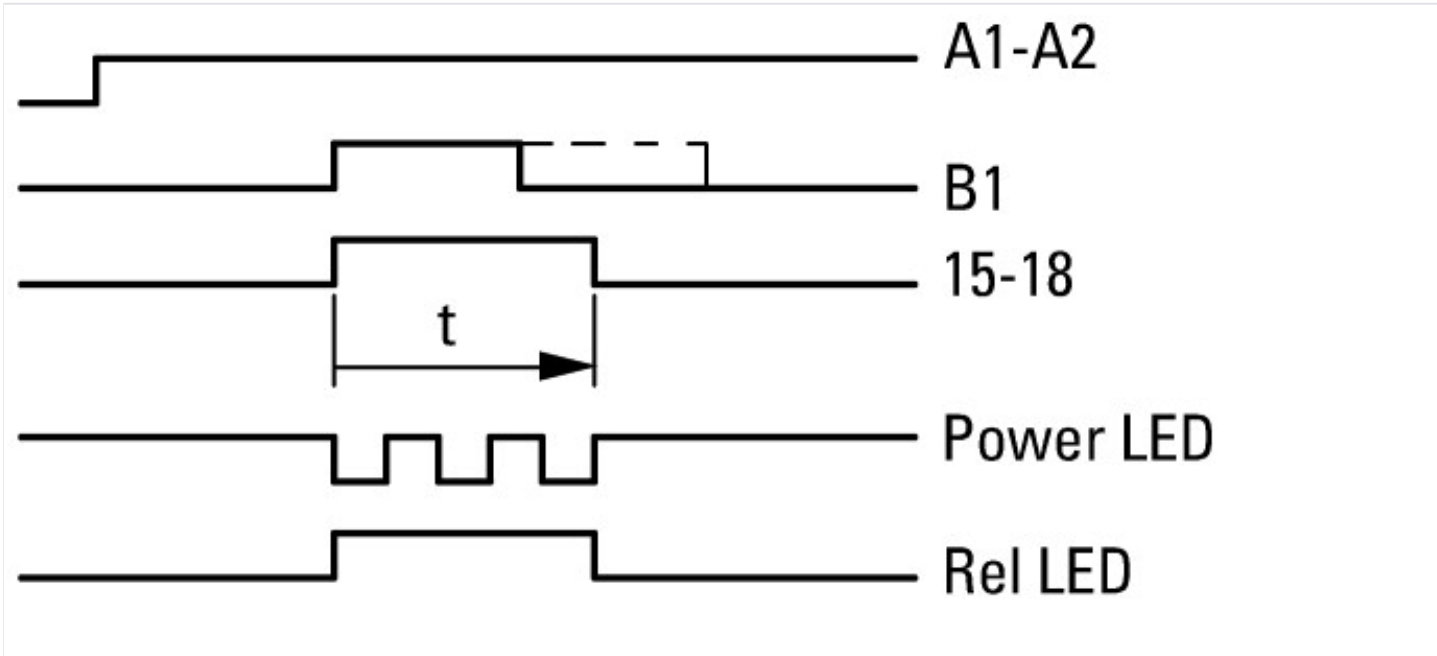 A1-A2
B1
15-18
t
Power LED
Rel LED